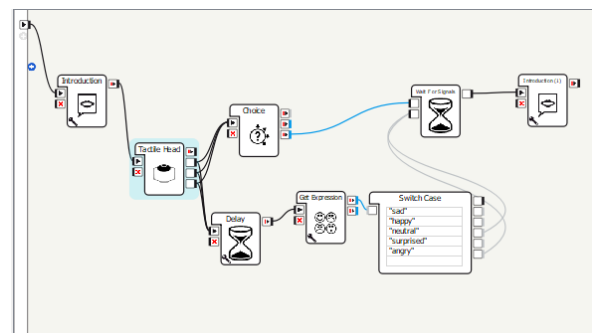 Introduction
Tactile Head
Choice
Delay
Get Expression
Switch Case
"sad"
"happy"
"neutral"
"surprised"
"angry"
Wait For Signals
Introduction (1)